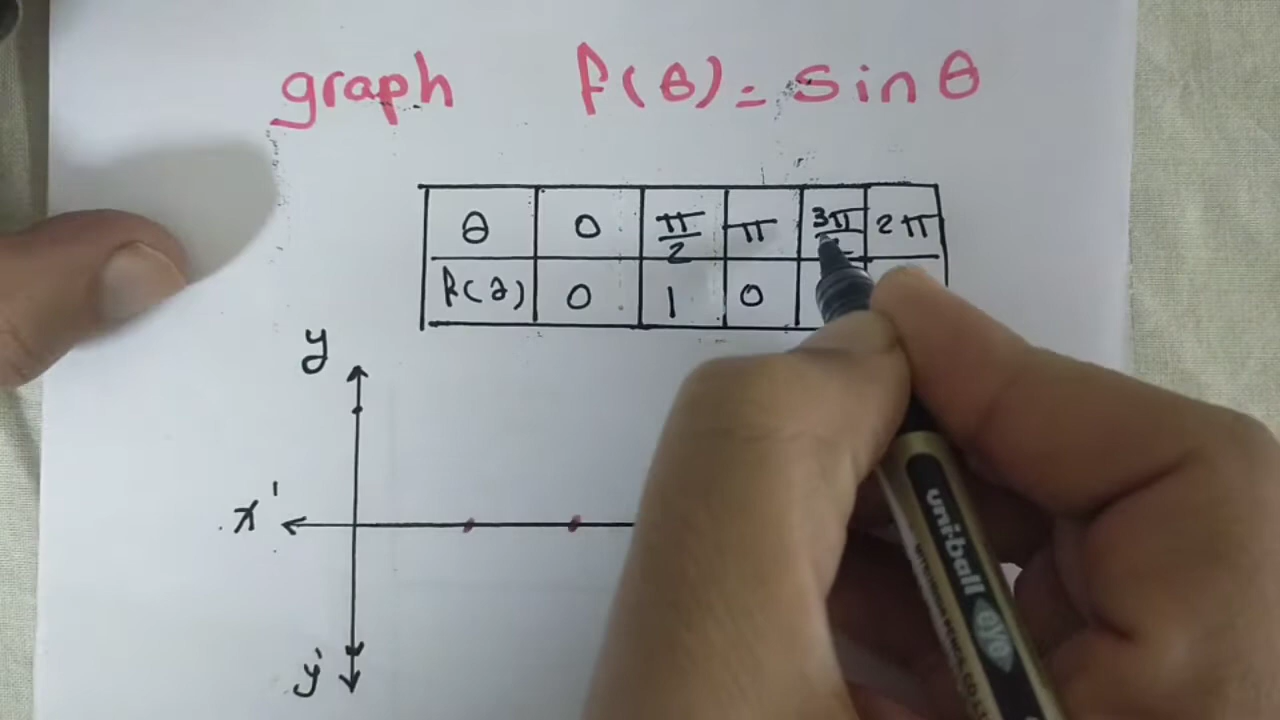 graph f(θ) = sin θ
θ 0 π/2 π 3π/2 2π
f(θ) 0 1 0
y
x'
y'
uni-ball eye